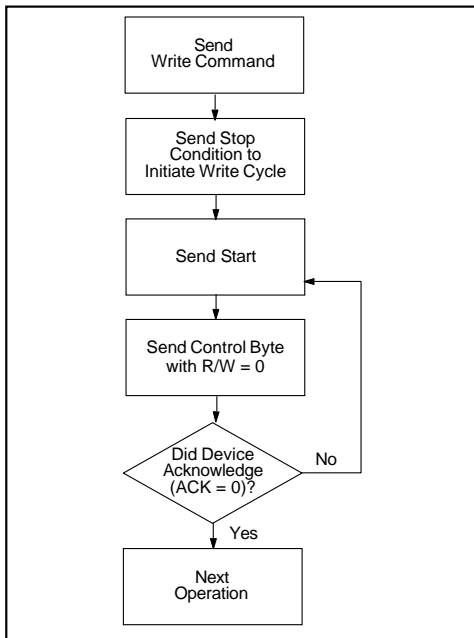 Send
Write Command
Send Stop
Condition to
Initiate Write Cycle
Send Start
Send Control Byte
with R/W = 0
Did Device
Acknowledge
(ACK = 0)?
No
Yes
Next
Operation